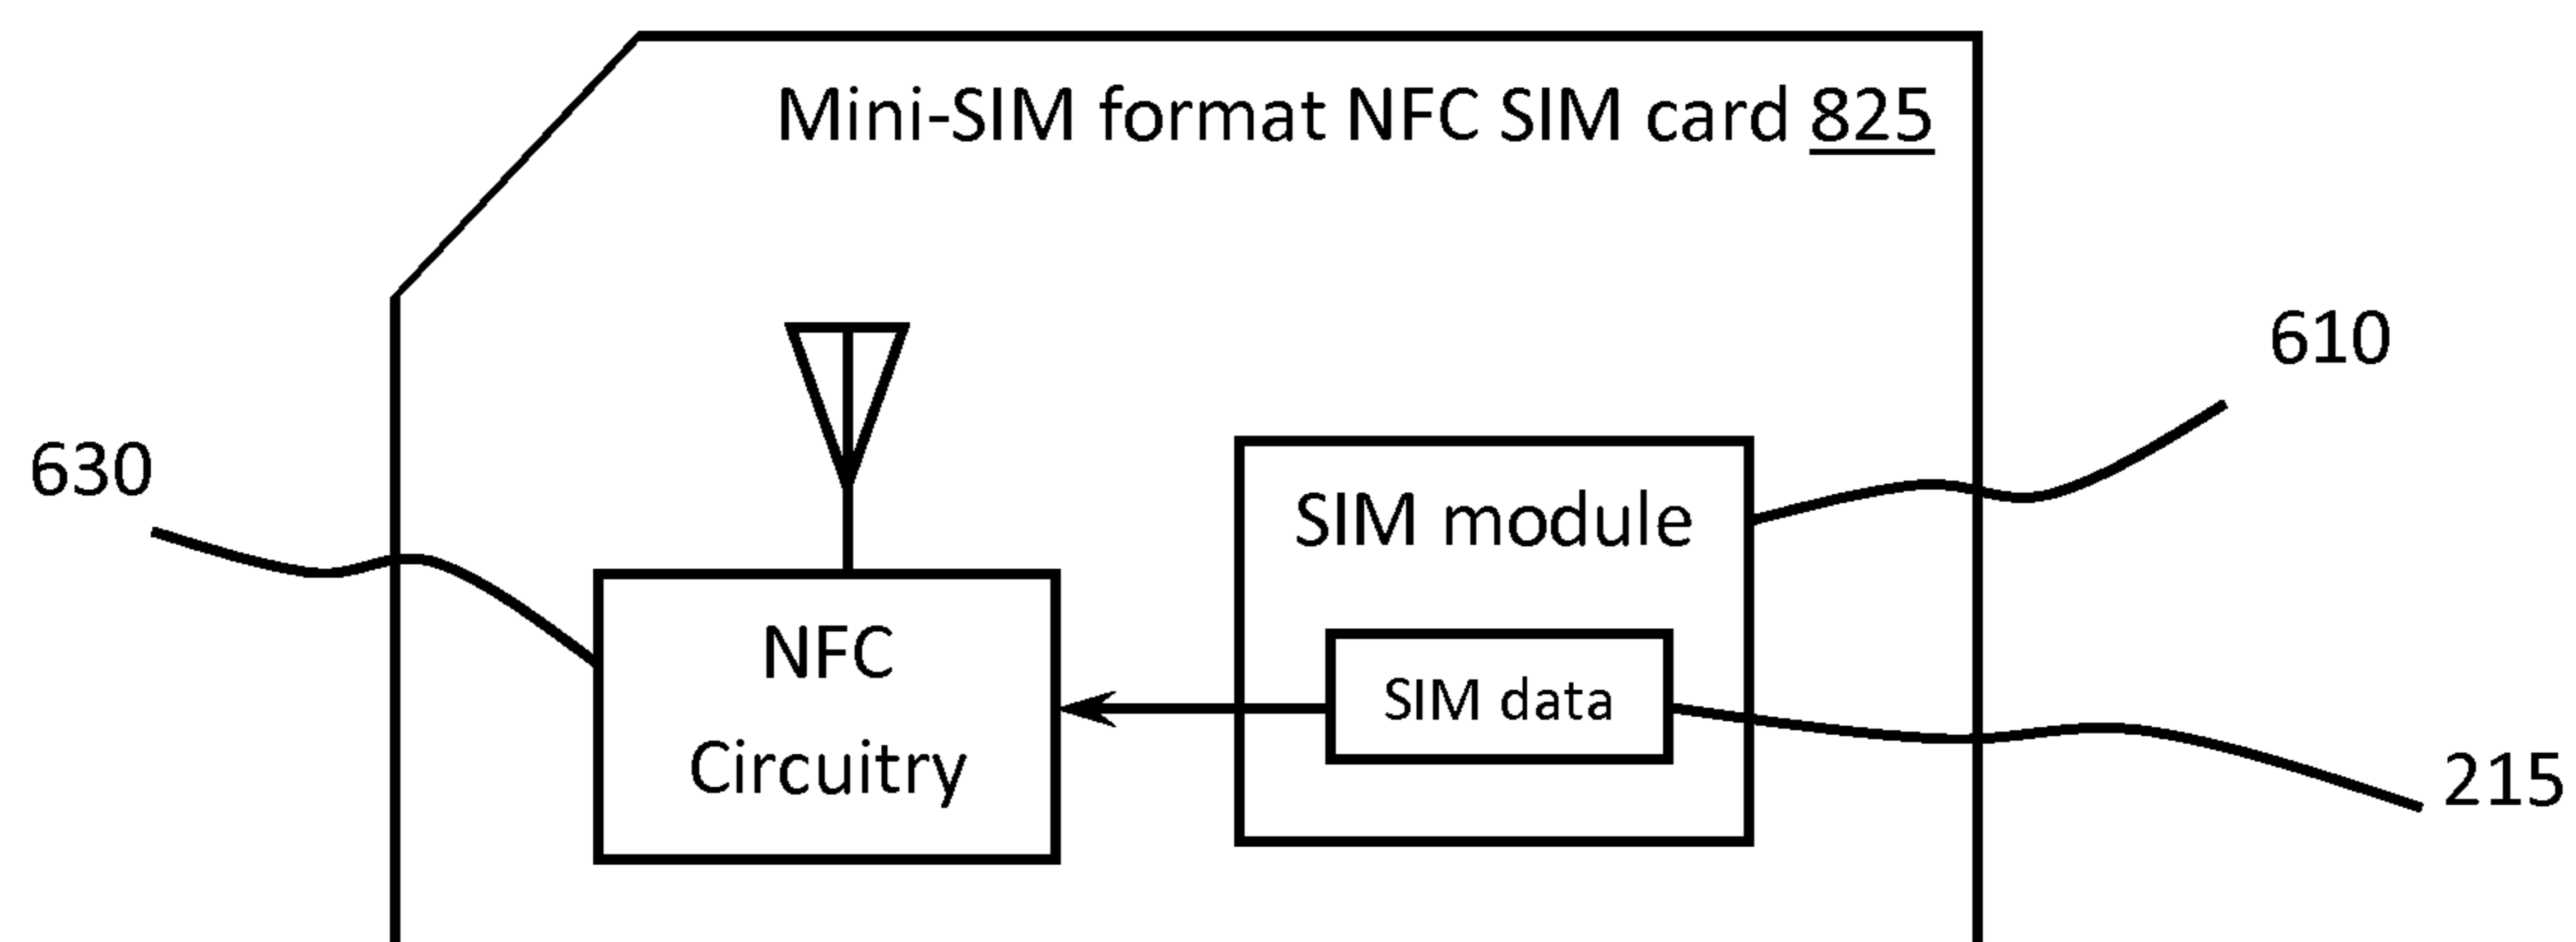 Mini-SIM format NFC SIM card 825
610
630
SIM module
NFC
Circuitry
SIM data
215